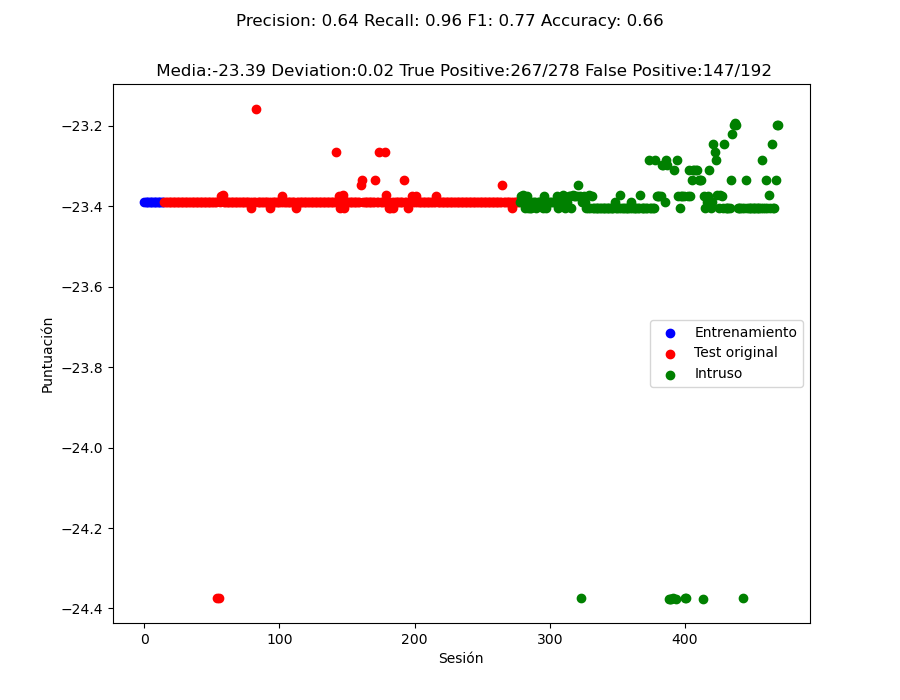 Precision: 0.64 Recall: 0.96 F1: 0.77 Accuracy: 0.66
Media:-23.39 Deviation:0.02 True Positive:267/278 False Positive:147/192
−23.2
−23.4
−23.6
−23.8
−24.0
−24.2
−24.4
Puntuación
Entrenamiento
Test original
Intruso
0 100 200 300 400
Sesión